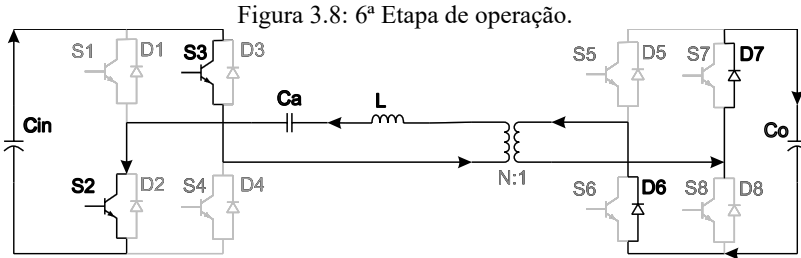 Figura 3.8: 6ª Etapa de operação.
S1 D1 S3 D3 S5 D5 S7 D7
Cin Ca L Co
N:1
S2 D2 S4 D4 S6 D6 S8 D8